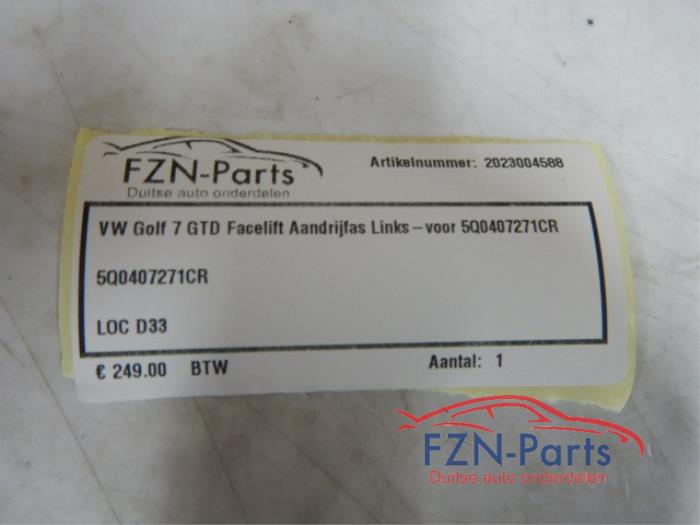 FZN-Parts
Duitse auto onderdelen
Artikelnummer: 2023004588
VW Golf 7 GTD Facelift Aandrijfas Links-voor 5Q0407271CR
5Q0407271CR
LOC D33
€ 249.00 BTW
Aantal: 1
FZN-Parts
Duitse auto onderdelen